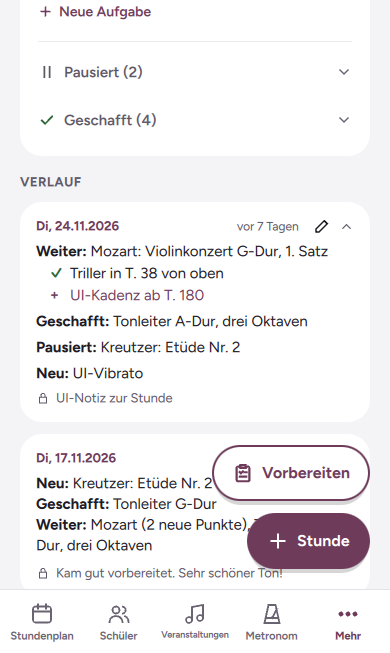 + Neue Aufgabe
Pausiert (2)
Geschafft (4)
VERLAUF
Di, 24.11.2026 vor 7 Tagen
Weiter: Mozart: Violinkonzert G-Dur, 1. Satz
Triller in T. 38 von oben
+ UI-Kadenz ab T. 180
Geschafft: Tonleiter A-Dur, drei Oktaven
Pausiert: Kreutzer: Etüde Nr. 2
Neu: UI-Vibrato
UI-Notiz zur Stunde
Di, 17.11.2026
Neu: Kreutzer: Etüde Nr. 2
Vorbereiten
Geschafft: Tonleiter G-Dur
Weiter: Mozart (2 neue Punkte),
Dur, drei Oktaven
+ Stunde
Kam gut vorbereitet. Sehr schöner Ton!
Stundenplan Schüler Veranstaltungen Metronom Mehr